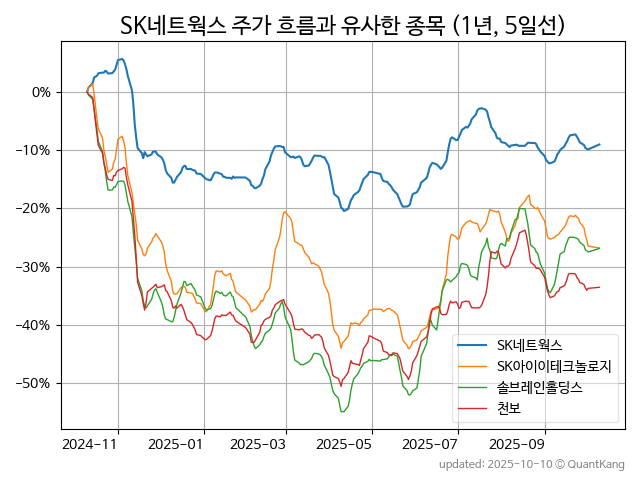 SK네트웍스 주가 흐름과 유사한 종목 (1년, 5일선)
0%
−10%
−20%
−30%
−40%
−50%
SK네트웍스
SK아이이테크놀로지
솔브레인홀딩스
천보
2024-11 2025-01 2025-03 2025-05 2025-07 2025-09
updated: 2025-10-10 © QuantKang